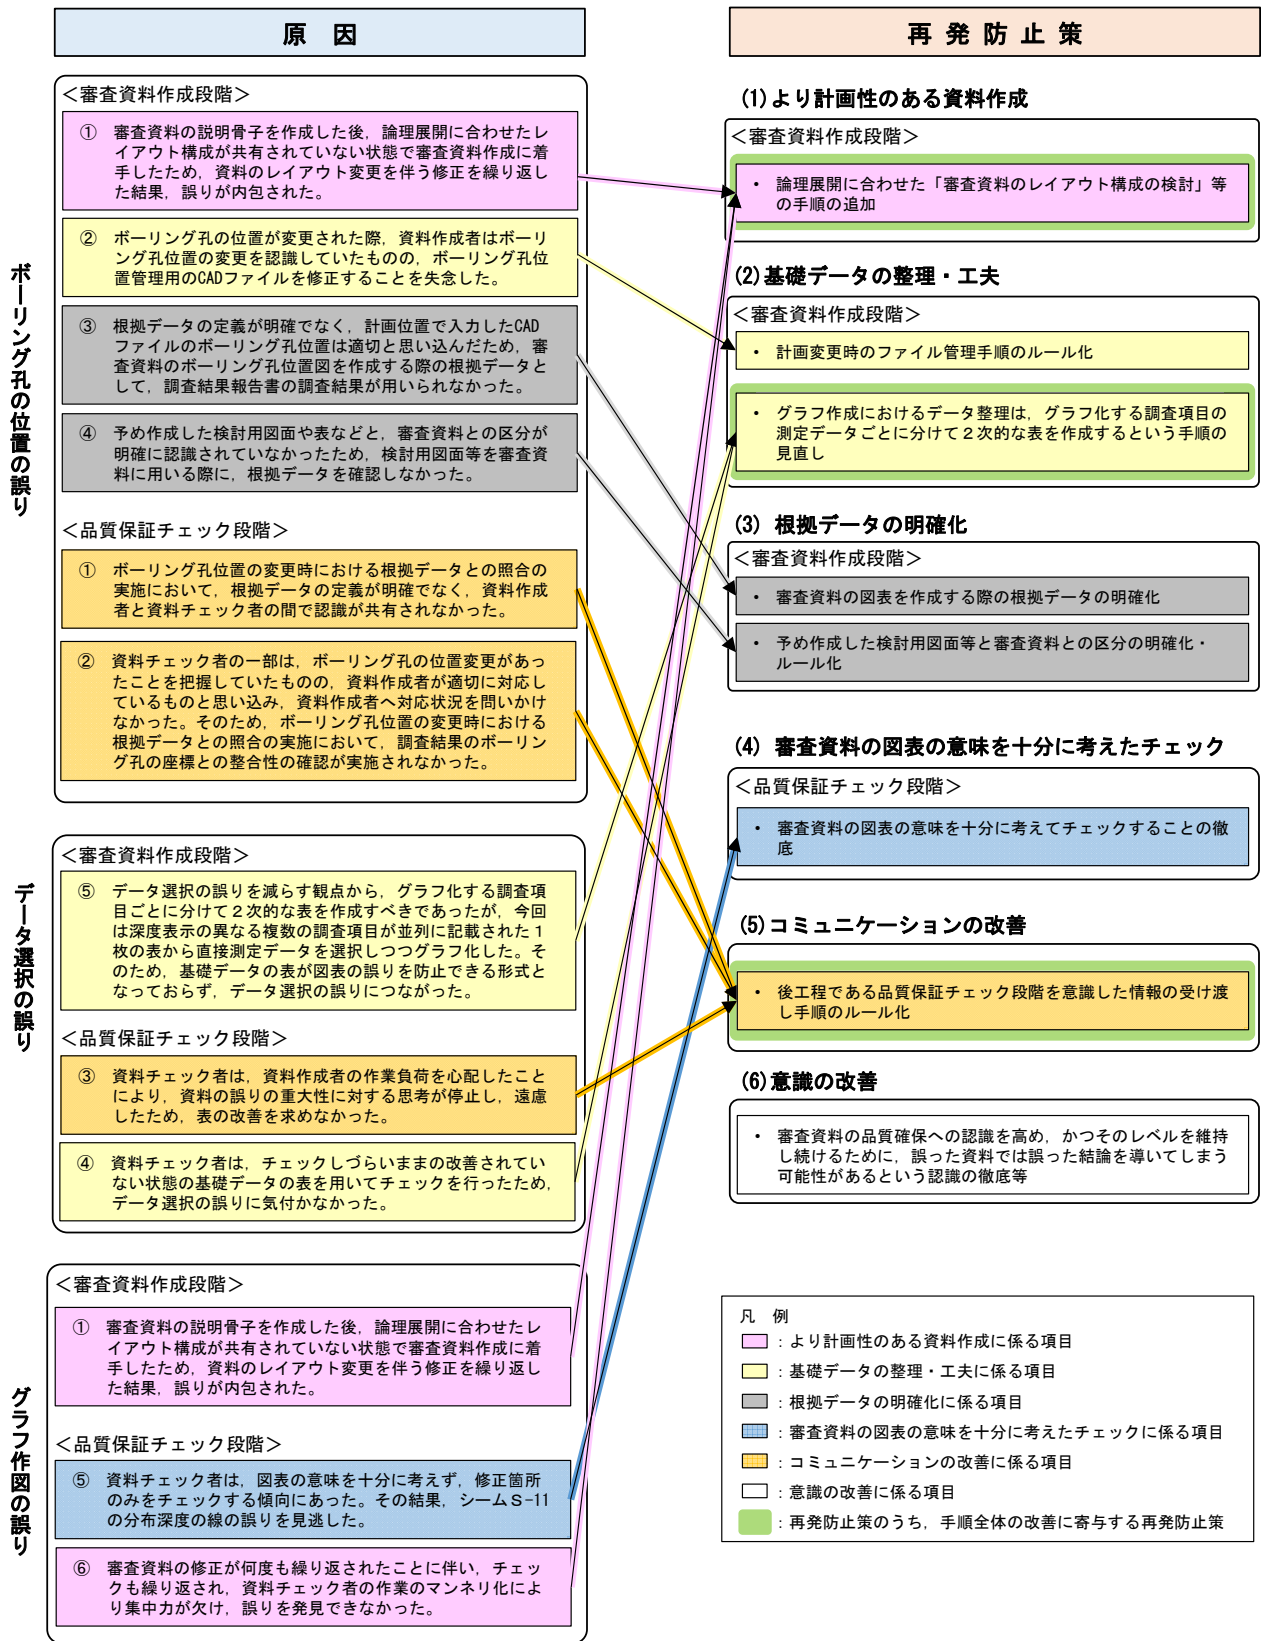 原　因
ボーリング孔の位置の誤り
＜審査資料作成段階＞
①　審査資料の説明骨子を作成した後，論理展開に合わせたレ
イアウト構成が共有されていない状態で審査資料作成に着
手したため，資料のレイアウト変更を伴う修正を繰り返し
た結果，誤りが内包された。
②　ボーリング孔の位置が変更された際，資料作成者はボーリ
ング孔位置の変更を認識していたものの，ボーリング孔位
置管理用のCADファイルを修正することを失念した。
③　根拠データの定義が明確でなく，計画位置で入力したCAD
ファイルのボーリング孔位置は適切と思い込んだため，審
査資料のボーリング孔位置図を作成する際の根拠データと
して，調査結果報告書の調査結果が用いられなかった。
④　予め作成した検討用図面や表などと，審査資料との区分が
明確に認識されていなかったため，検討用図面等を審査資
料に用いる際に，根拠データを確認しなかった。
＜品質保証チェック段階＞
①　ボーリング孔位置の変更時における根拠データとの照合の
実施において，根拠データの定義が明確でなく，資料作成
者と資料チェック者の間で認識が共有されなかった。
②　資料チェック者の一部は，ボーリング孔の位置変更があっ
たことを把握していたものの，資料作成者が適切に対応し
ているものと思い込み，資料作成者へ対応状況を問いかけ
なかった。そのため，ボーリング孔位置の変更時における
根拠データとの照合の実施において，調査結果のボーリン
グ孔の座標との整合性の確認が実施されなかった。
データ選択の誤り
＜審査資料作成段階＞
⑤　データ選択の誤りを減らす観点から，グラフ化する調査項
目ごとに分けて２次的な表を作成すべきであったが，今回
は深度表示の異なる複数の調査項目が並列に記載された１
枚の表から直接測定データを選択しつつグラフ化した。そ
のため，基礎データの表が図表の誤りを防止できる形式と
なっておらず，データ選択の誤りにつながった。
＜品質保証チェック段階＞
③　資料チェック者は，資料作成者の作業負荷を心配したこと
により，資料の誤りの重大性に対する思考が停止し，遠慮
したため，表の改善を求めなかった。
④　資料チェック者は，チェックしづらいままの改善されてい
ない状態の基礎データの表を用いてチェックを行ったため，
データ選択の誤りに気付かなかった。
グラフ作図の誤り
＜審査資料作成段階＞
①　審査資料の説明骨子を作成した後，論理展開に合わせたレ
イアウト構成が共有されていない状態で審査資料作成に着
手したため，資料のレイアウト変更を伴う修正を繰り返し
た結果，誤りが内包された。
＜品質保証チェック段階＞
⑤　資料チェック者は，図表の意味を十分に考えず，修正箇所
のみをチェックする傾向にあった。その結果，シームＳ-11
の分布深度の線の誤りを見逃した。
⑥　審査資料の修正が何度も繰り返されたことに伴い，チェッ
クも繰り返され，資料チェック者の作業のマンネリ化によ
り集中力が欠け，誤りを発見できなかった。
再発防止策
(1)より計画性のある資料作成
＜審査資料作成段階＞
・　論理展開に合わせた「審査資料のレイアウト構成の検討」等
の手順の追加
(2)基礎データの整理・工夫
＜審査資料作成段階＞
・　計画変更時のファイル管理手順のルール化
・　グラフ作成におけるデータ整理は，グラフ化する調査項目の
測定データごとに分けて２次的な表を作成するという手順の
見直し
(3) 根拠データの明確化
＜審査資料作成段階＞
・　審査資料の図表を作成する際の根拠データの明確化
・　予め作成した検討用図面等と審査資料との区分の明確化・
ルール化
(4) 審査資料の図表の意味を十分に考えたチェック
＜品質保証チェック段階＞
・　審査資料の図表の意味を十分に考えてチェックすることの徹
底
(5)コミュニケーションの改善
・　後工程である品質保証チェック段階を意識した情報の受け渡
し手順のルール化
(6)意識の改善
・　審査資料の品質確保への認識を高め，かつそのレベルを維持
し続けるために，誤った資料では誤った結論を導いてしまう
可能性があるという認識の徹底等
凡　例
：より計画性のある資料作成に係る項目
：基礎データの整理・工夫に係る項目
：根拠データの明確化に係る項目
：審査資料の図表の意味を十分に考えたチェックに係る項目
：コミュニケーションの改善に係る項目
：意識の改善に係る項目
：再発防止策のうち，手順全体の改善に寄与する再発防止策